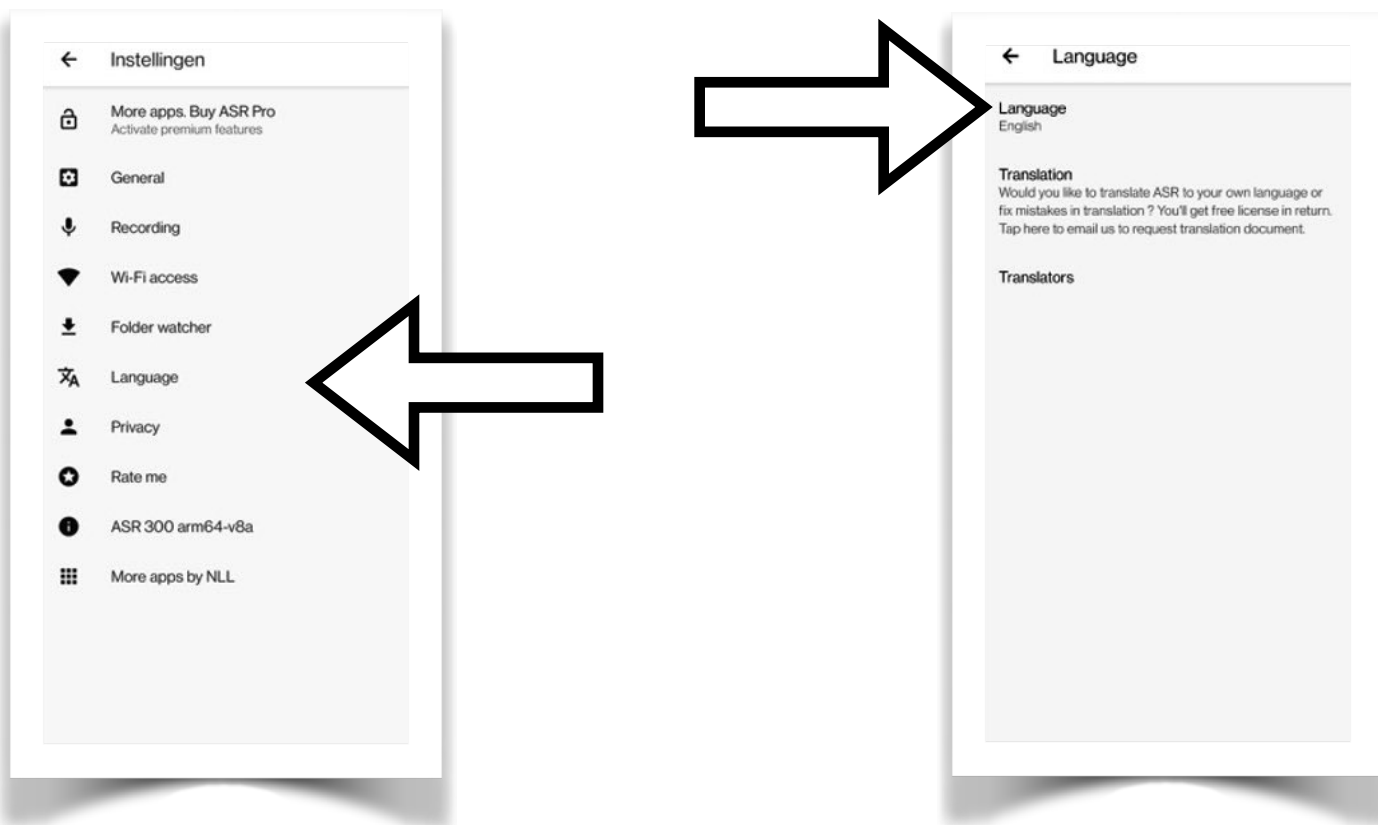 Instellingen
More apps. Buy ASR Pro
Activate premium features
General
Recording
Wi-Fi access
Folder watcher
Language
Privacy
Rate me
ASR 300 arm64-v8a
More apps by NLL
Language
Language
English
Translation
Would you like to translate ASR to your own language or
fix mistakes in translation ? You'll get free license in return.
Tap here to email us to request translation document.
Translators